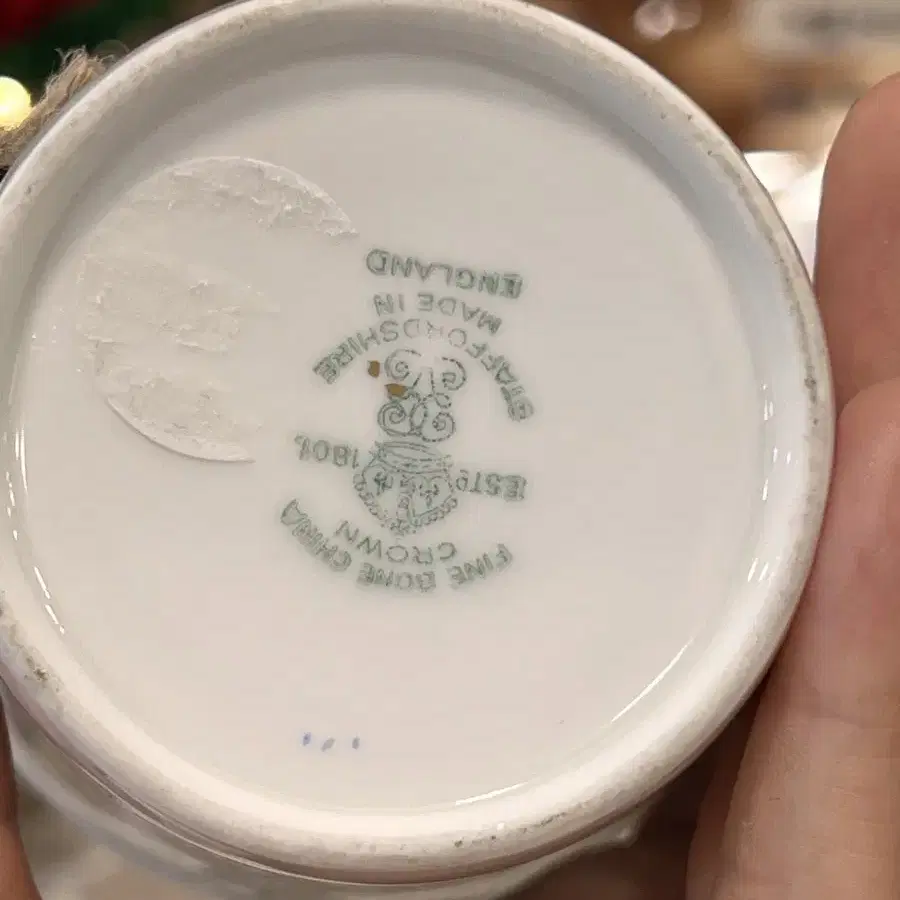 FINE BONE CHINA
CROWN
ESTD 1801.
STAFFORDSHIRE
MADE IN
ENGLAND